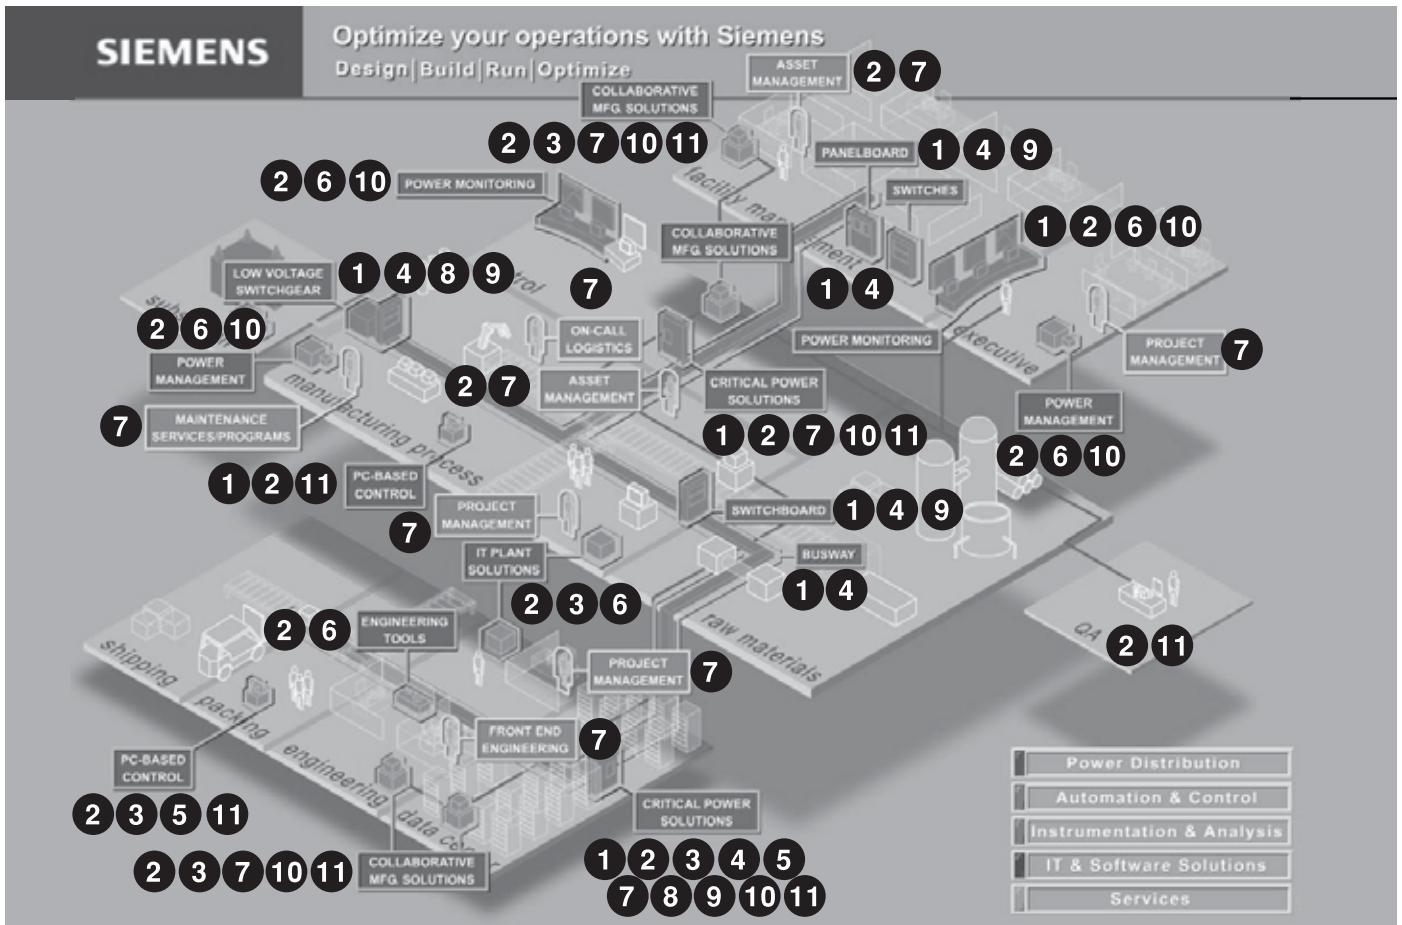 SIEMENS
Optimize your operations with Siemens
Design|Build|Run|Optimize
ASSET
MANAGEMENT
2 7
COLLABORATIVE
MFG. SOLUTIONS
2 3 7 10 11
PANELBOARD
1 4 9
2 6 10
POWER MONITORING
SWITCHES
facility
COLLABORATIVE
MFG. SOLUTIONS
1 2 6 10
LOW VOLTAGE
SWITCHGEAR
1 4 8 9
7
1 4
2 6 10
POWER
MANAGEMENT
ON-CALL
LOGISTICS
POWER MONITORING
executive
PROJECT
MANAGEMENT
7
manufacturing process
2 7
ASSET
MANAGEMENT
CRITICAL POWER
SOLUTIONS
1 2 7 10 11
POWER
MANAGEMENT
2 6 10
7
MAINTENANCE
SERVICES/PROGRAMS
1 2 11
PC-BASED
CONTROL
PROJECT
MANAGEMENT
7
SWITCHBOARD
1 4 9
IT PLANT
SOLUTIONS
2 3 6
BUSWAY
1 4
raw materials
QA
2 11
2 6
ENGINEERING
TOOLS
shipping
packing
engineering
PROJECT
MANAGEMENT
7
FRONT END
ENGINEERING
7
PC-BASED
CONTROL
2 3 5 11
data
CRITICAL POWER
SOLUTIONS
1 2 3 4 5
7 8 9 10 11
2 3 7 10 11
COLLABORATIVE
MFG. SOLUTIONS
Power Distribution
Automation & Control
Instrumentation & Analysis
IT & Software Solutions
Services